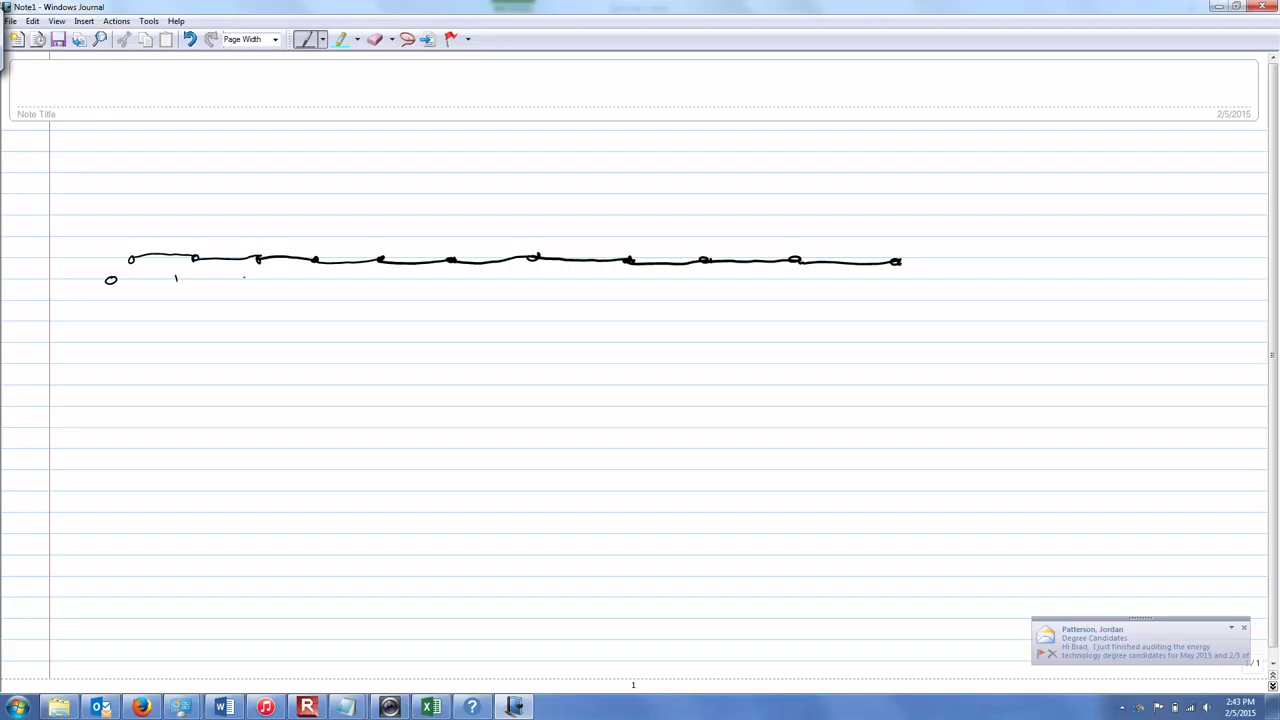 Note1 - Windows Journal
File Edit View Insert Actions Tools Help
Page Width
Note Title
2/5/2015
0 1
Patterson, Jordan
Degree Candidates
Hi Brad, I just finished auditing the energy
technology degree candidates for May 2015 and 2/3 of
/ 1
1
2:43 PM
2/5/2015